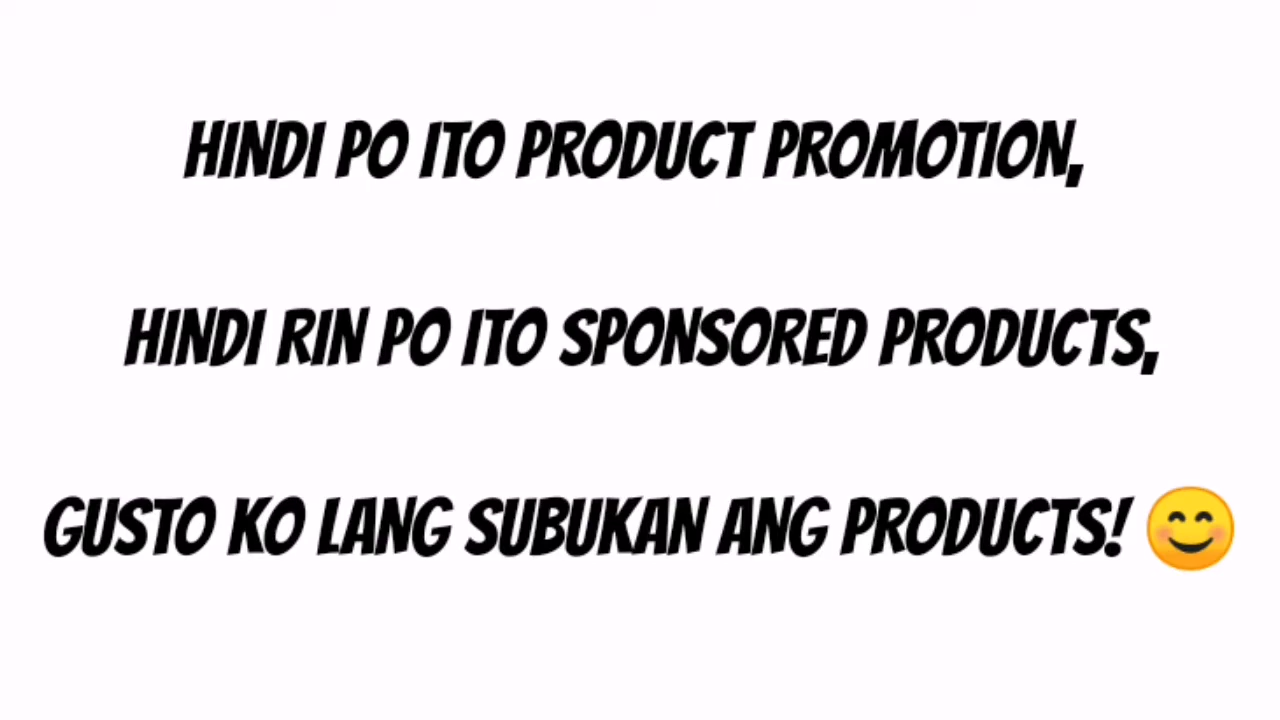 HINDI PO ITO PRODUCT PROMOTION,
HINDI RIN PO ITO SPONSORED PRODUCTS,
GUSTO KO LANG SUBUKAN ANG PRODUCTS! 😊